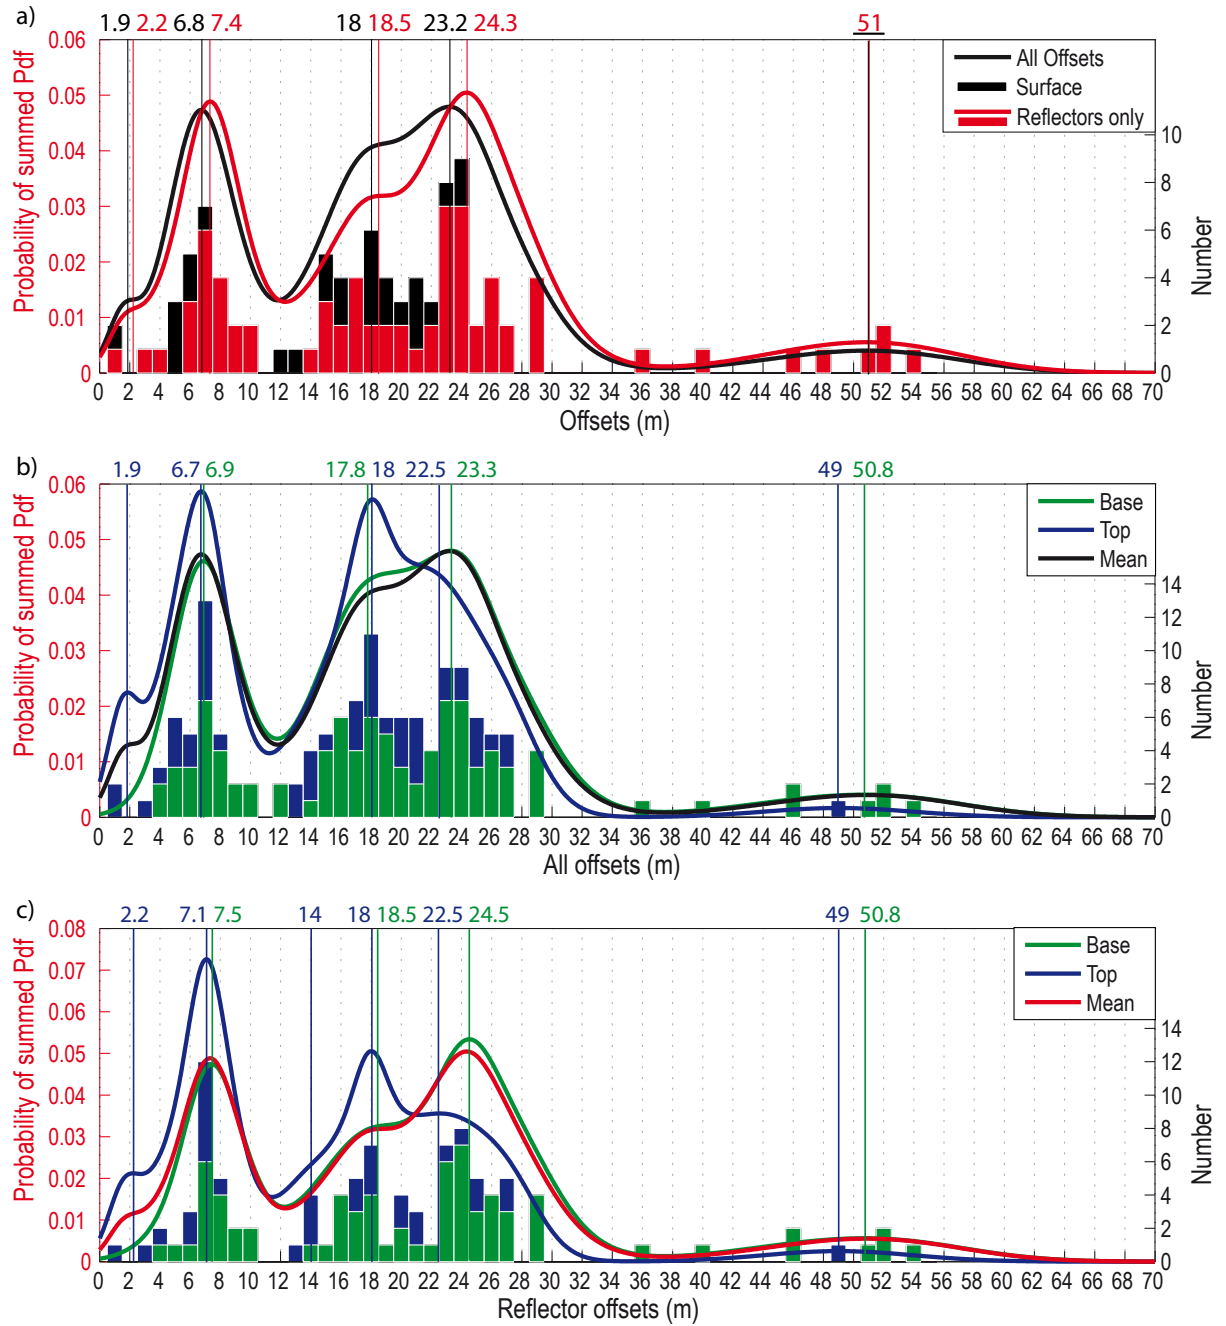 a)
1.9 2.2 6.8 7.4 18 18.5 23.2 24.3 51
0.06
0.05
0.04
0.03
0.02
0.01
0
Probability of summed Pdf
All Offsets
Surface
Reflectors only
10
8
6
4
2
0
Number
0 2 4 6 8 10 12 14 16 18 20 22 24 26 28 30 32 34 36 38 40 42 44 46 48 50 52 54 56 58 60 62 64 66 68 70
Offsets (m)
b)
1.9 6.7 6.9 17.8 18 22.5 23.3 49 50.8
0.06
0.05
0.04
0.03
0.02
0.01
0
Probability of summed Pdf
Base
Top
Mean
14
12
10
8
6
4
2
0
Number
0 2 4 6 8 10 12 14 16 18 20 22 24 26 28 30 32 34 36 38 40 42 44 46 48 50 52 54 56 58 60 62 64 66 68 70
All offsets (m)
c)
2.2 7.1 7.5 14 18 18.5 22.5 24.5 49 50.8
0.08
0.07
0.06
0.05
0.04
0.03
0.02
0.01
0
Probability of summed Pdf
Base
Top
Mean
14
12
10
8
6
4
2
0
Number
0 2 4 6 8 10 12 14 16 18 20 22 24 26 28 30 32 34 36 38 40 42 44 46 48 50 52 54 56 58 60 62 64 66 68 70
Reflector offsets (m)